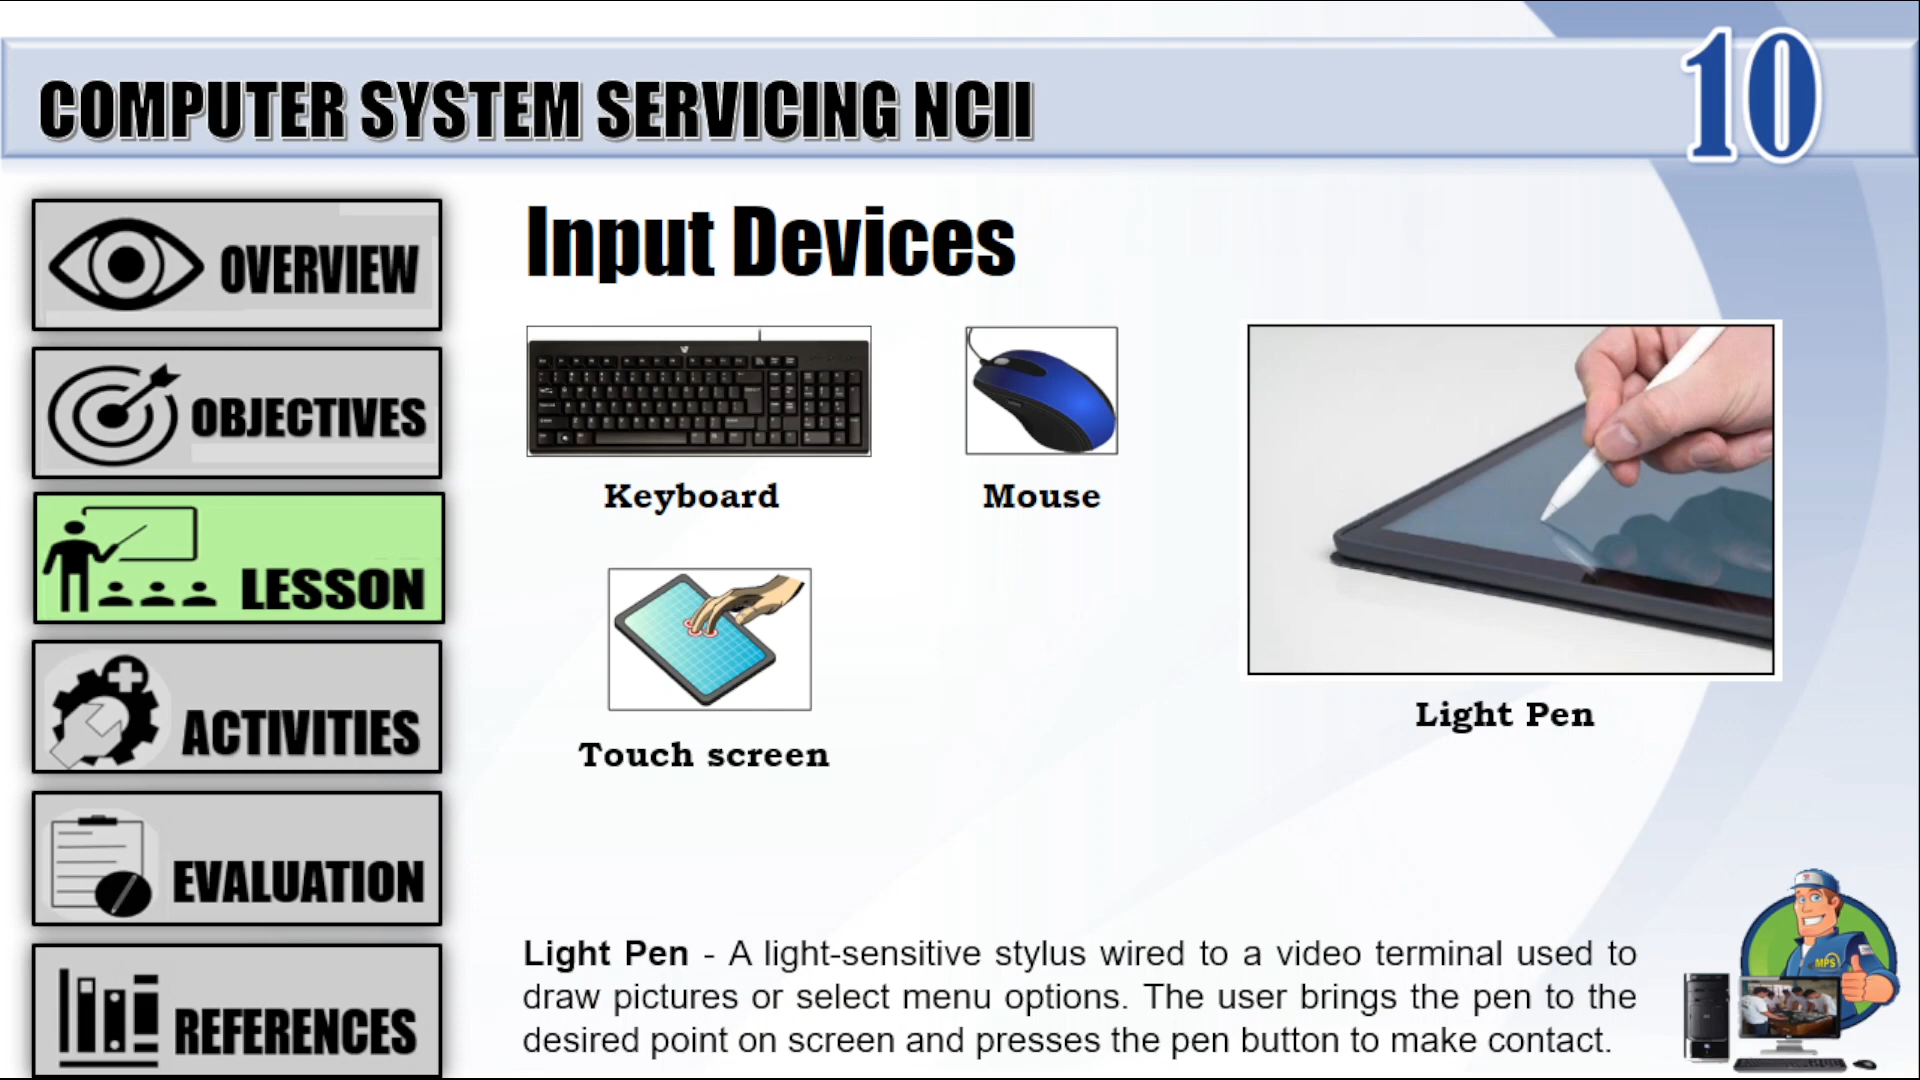 10
COMPUTER SYSTEM SERVICING NCII
OVERVIEW
OBJECTIVES
LESSON
ACTIVITIES
EVALUATION
REFERENCES
Input Devices
Keyboard
Mouse
Touch screen
Light Pen
Light Pen - A light-sensitive stylus wired to a video terminal used to
draw pictures or select menu options. The user brings the pen to the
desired point on screen and presses the pen button to make contact.
MPS